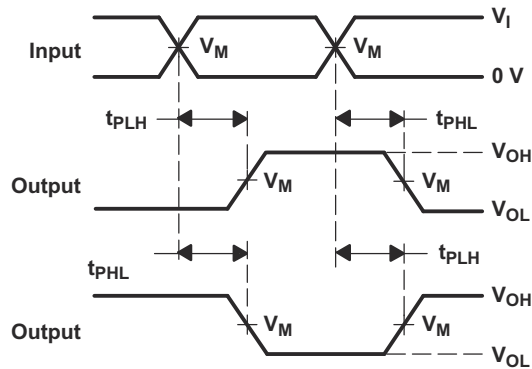 V_I
Input V_M V_M
0 V
t_PLH t_PHL
V_OH
Output V_M V_M
V_OL
t_PHL t_PLH
V_OH
Output V_M V_M
V_OL